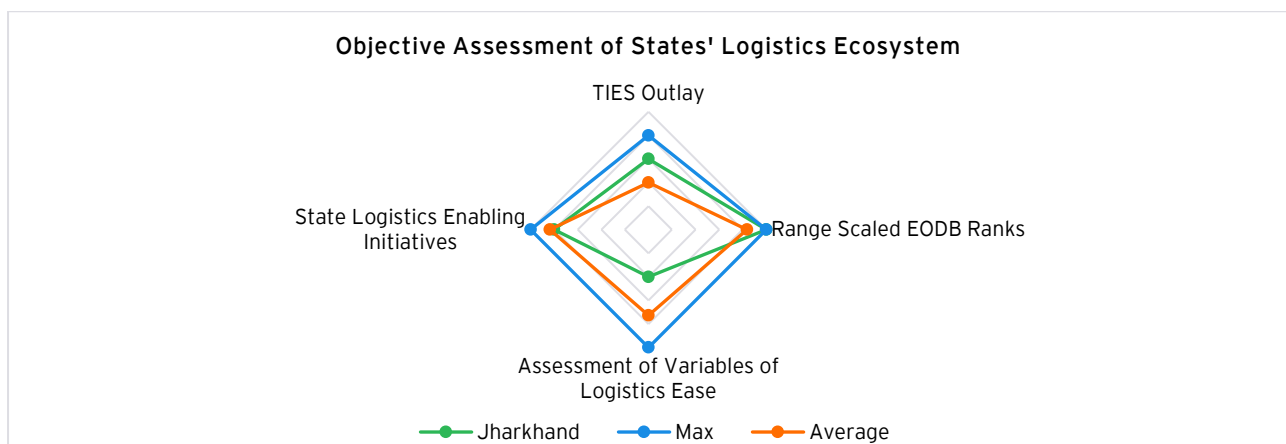 Objective Assessment of States' Logistics Ecosystem
TIES Outlay
State Logistics Enabling
Initiatives
Range Scaled EODB Ranks
Assessment of Variables of
Logistics Ease
Jharkhand
Max
Average